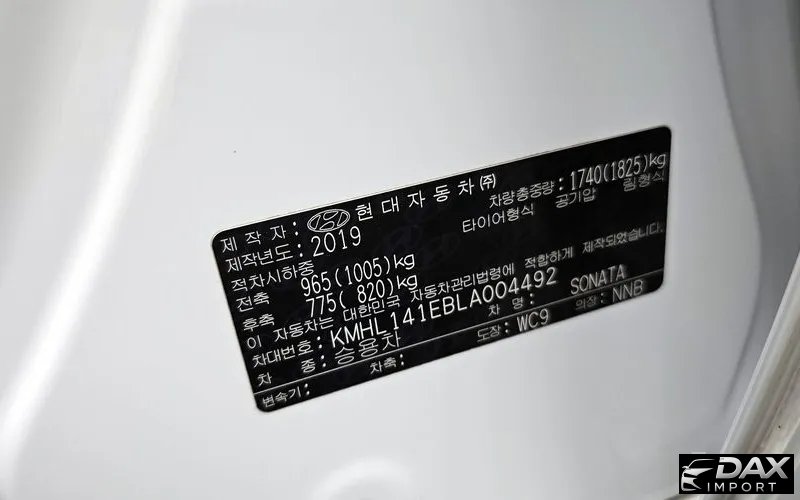 제 작 자 : 현 대 자 동 차 ㈜ 차량총중량 : 1740(1825)kg
제작년도 : 2019 타이어형식 공기압 림형식
적차시하중
전축 965(1005)kg
후축 775( 820)kg
이 자동차는 대한민국 자동차관리법령에 적합하게 제작되었습니다.
차대번호 : KMHL141EBLA004492
차 종 : 승용차 차 명 : SONATA
변속기 : 차축 : 도장 : WC9 의장 : NNB
DAX
IMPORT